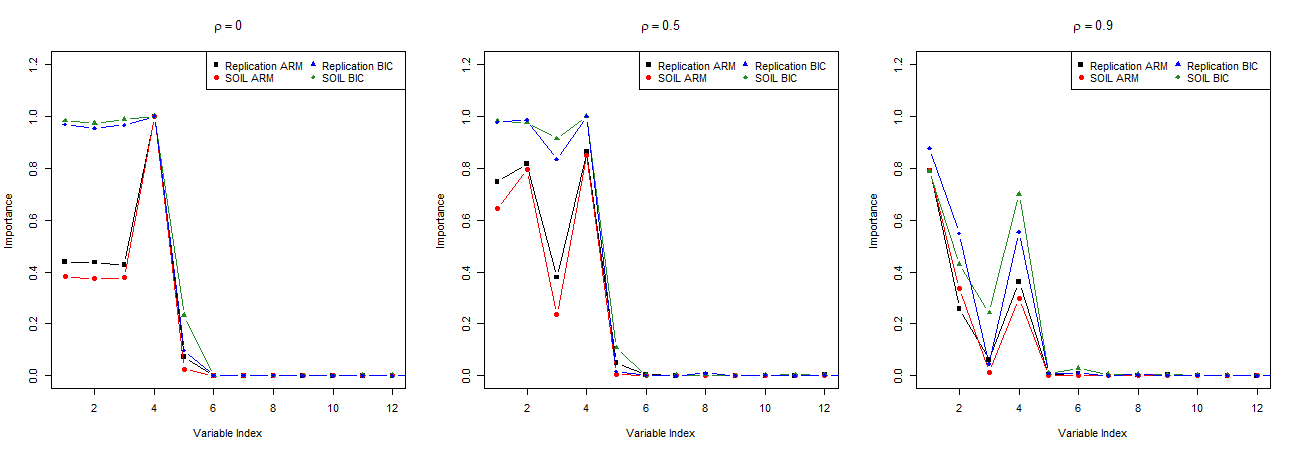 ρ = 0
Replication ARM Replication BIC
SOIL ARM SOIL BIC
Importance
0.0 0.2 0.4 0.6 0.8 1.0 1.2
2 4 6 8 10 12
Variable Index
ρ = 0.5
Replication ARM Replication BIC
SOIL ARM SOIL BIC
Importance
0.0 0.2 0.4 0.6 0.8 1.0 1.2
2 4 6 8 10 12
Variable Index
ρ = 0.9
Replication ARM Replication BIC
SOIL ARM SOIL BIC
Importance
0.0 0.2 0.4 0.6 0.8 1.0 1.2
2 4 6 8 10 12
Variable Index